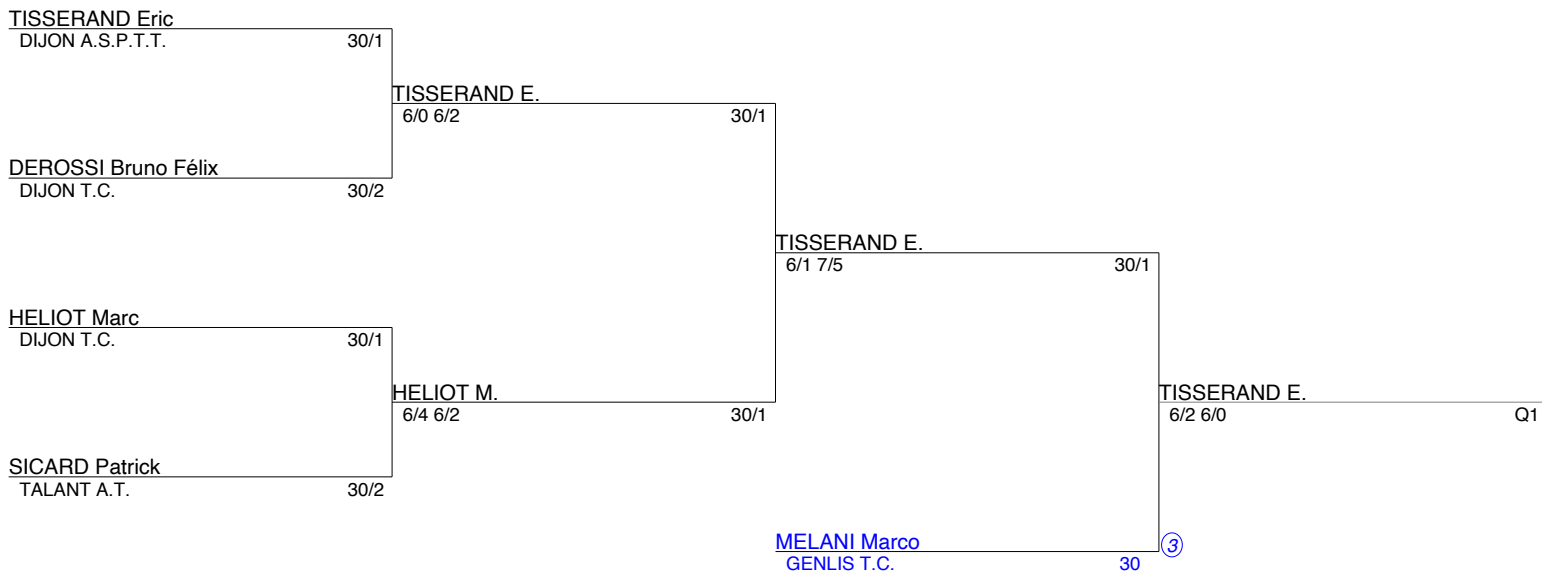 TISSERAND Eric
DIJON A.S.P.T.T. 30/1
TISSERAND E.
6/0 6/2 30/1
DEROSSI Bruno Félix
DIJON T.C. 30/2
TISSERAND E.
6/1 7/5 30/1
HELIOT Marc
DIJON T.C. 30/1
HELIOT M.
6/4 6/2 30/1
TISSERAND E.
6/2 6/0 Q1
SICARD Patrick
TALANT A.T. 30/2
MELANI Marco 3
GENLIS T.C. 30